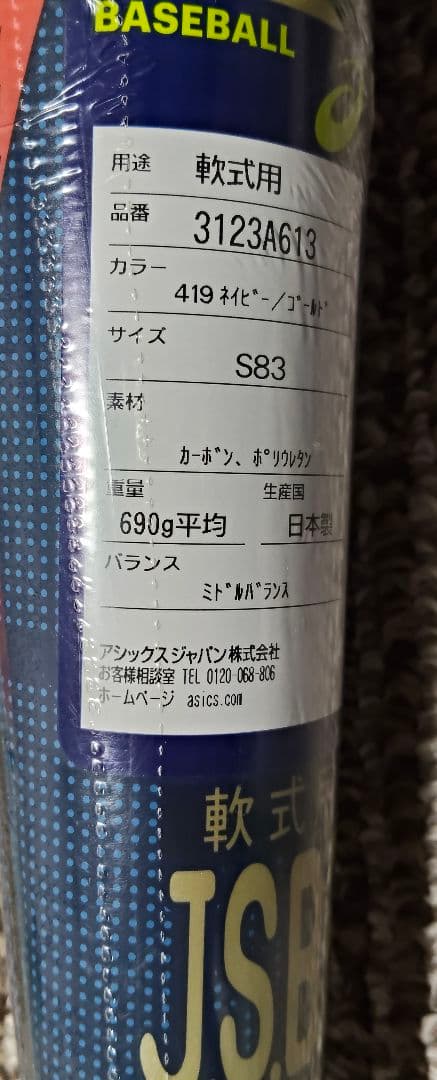 BASEBALL
用途 軟式用
品番 3123A613
カラー
419 ﾈｲﾋﾞｰ/ｺﾞｰﾙﾄﾞ
サイズ
S83
素材
ｶｰﾎﾞﾝ、ﾎﾟﾘｳﾚﾀﾝ
重量 生産国
690g平均 日本製
バランス
ﾐﾄﾞﾙﾊﾞﾗﾝｽ
アシックスジャパン株式会社
お客様相談室 TEL 0120-068-806
ホームページ asics.com
軟式
J.S.B